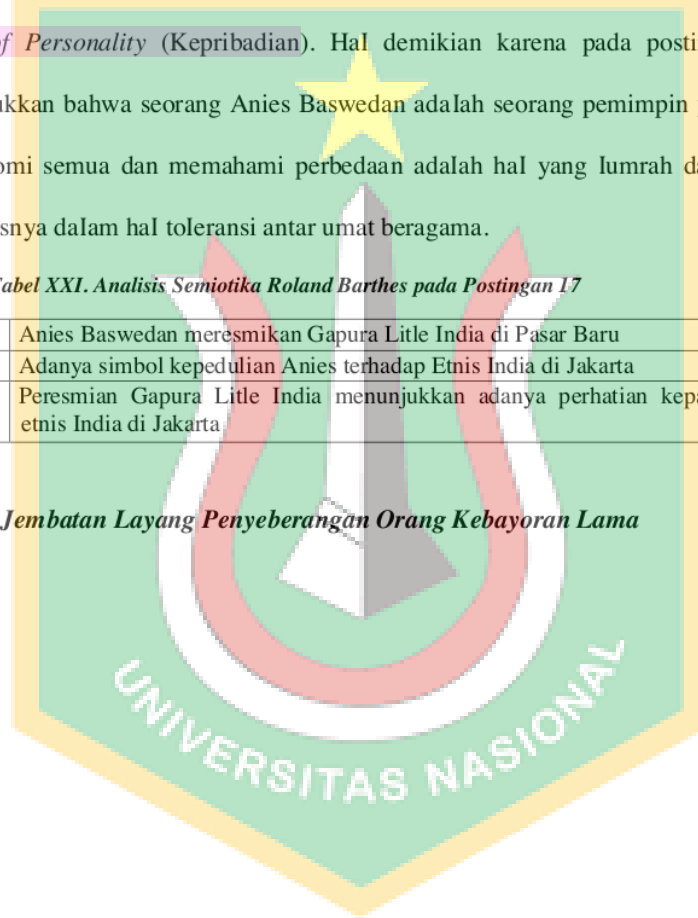 of Personality (Kepribadian). Hal demikian karena pada posti
ukkan bahwa seorang Anies Baswedan adalah seorang pemimpin
omi semua dan memahami perbedaan adalah hal yang lumrah da
snya dalam hal toleransi antar umat beragama.
Tabel XXI. Analisis Semiotika Roland Barthes pada Postingan 17
Anies Baswedan meresmikan Gapura Litle India di Pasar Baru
Adanya simbol kepedulian Anies terhadap Etnis India di Jakarta
Peresmian Gapura Litle India menunjukkan adanya perhatian kepa
etnis India di Jakarta
Jembatan Layang Penyeberangan Orang Kebayoran Lama
UNIVERSITAS NASIONAL